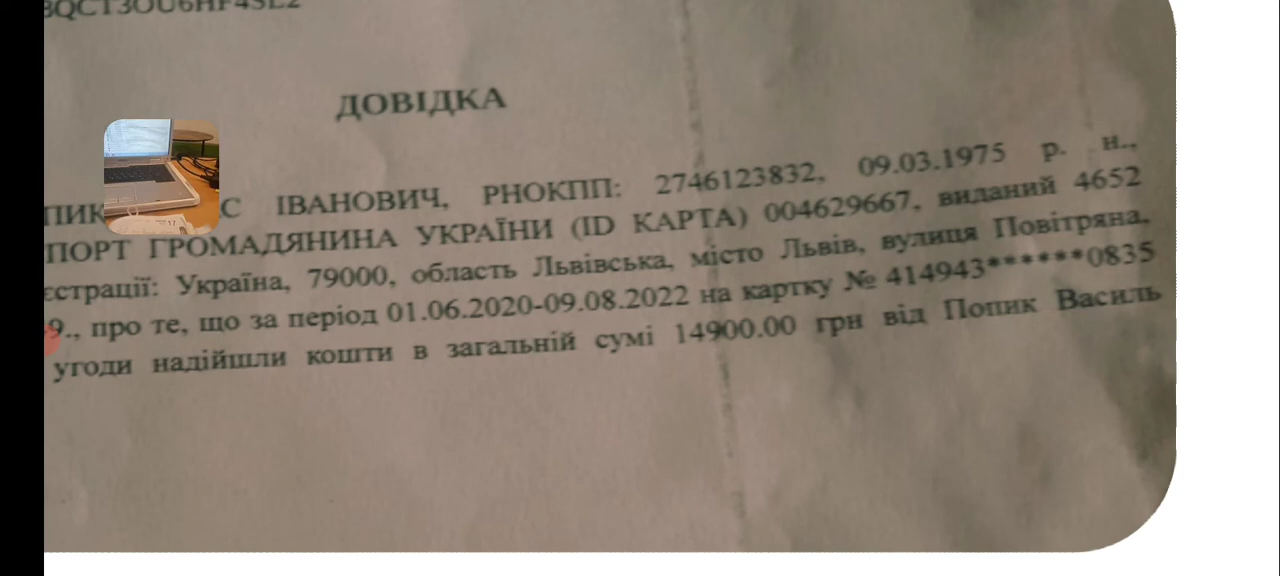 3QCT3OU6HF4SL2
ДОВІДКА
ПИК С ІВАНОВИЧ, РНОКПП: 2746123832, 09.03.1975 р. н.,
ПОРТ ГРОМАДЯНИНА УКРАЇНИ (ID КАРТА) 004629667, виданий 4652
єстрації: Україна, 79000, область Львівська, місто Львів, вулиця Повітряна,
9., про те, що за період 01.06.2020-09.08.2022 на картку № 414943******0835
угоди надійшли кошти в загальній сумі 14900.00 грн від Попик Василь